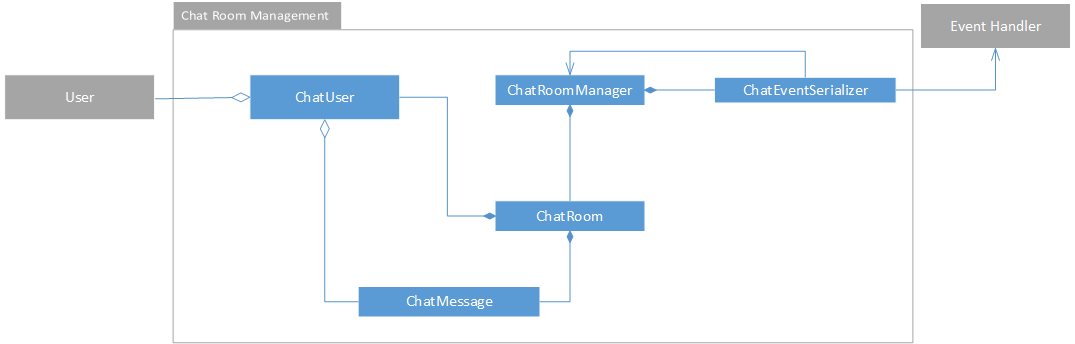 Chat Room Management
Event Handler
User
ChatUser
ChatRoomManager
ChatEventSerializer
ChatRoom
ChatMessage